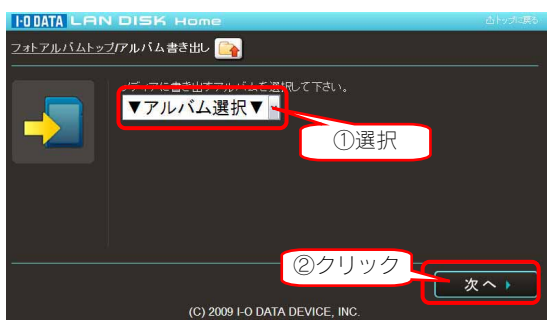 I-O DATA LAN DISK Home
凸トップに戻る
フォトアルバムトップ/アルバム書き出し
メディアに書き出すアルバムを選択して下さい。
▼アルバム選択▼
①選択
②クリック
次へ
(C) 2009 I-O DATA DEVICE, INC.